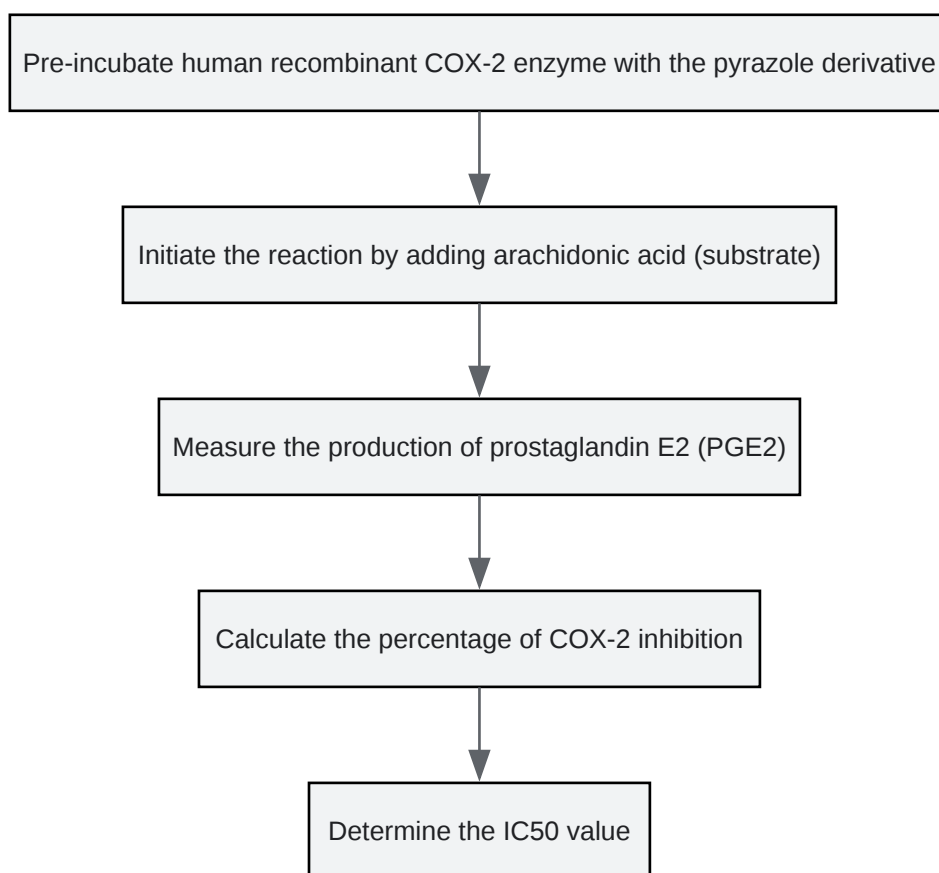 Pre-incubate human recombinant COX-2 enzyme with the pyrazole derivative
Initiate the reaction by adding arachidonic acid (substrate)
Measure the production of prostaglandin E2 (PGE2)
Calculate the percentage of COX-2 inhibition
Determine the IC50 value